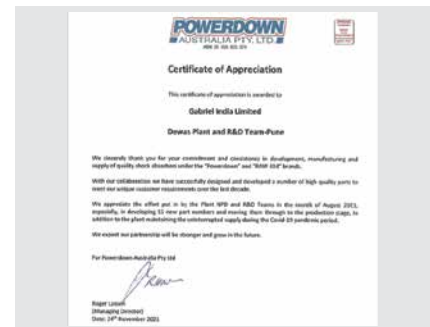 POWERDOWN
AUSTRALIA PTY. LTD.
Certificate of Appreciation
This certificate of appreciation is awarded to
Gabriel India Limited
Dewas Plant and R&D Team-Pune
We sincerely thank you for your commitment and consistency in development, manufacturing and
supply of quality shock absorbers under the "Powerdown" and "RAW 4X4" brands.
With our collaboration we have successfully designed and developed a number of high quality parts to
meet our unique customer requirements over the last decade.
We appreciate the effort put in by the Plant NPD and R&D Teams in the month of August 2021,
especially, in developing 11 new part numbers and moving them through to the production stage, in
addition to the plant maintaining the uninterrupted supply during the Covid-19 pandemic period.
We expect our partnership will be stronger and grow in the future.
For Powerdown Australia Pty Ltd
Roger
(Managing Director)
Date: 24th November 2021